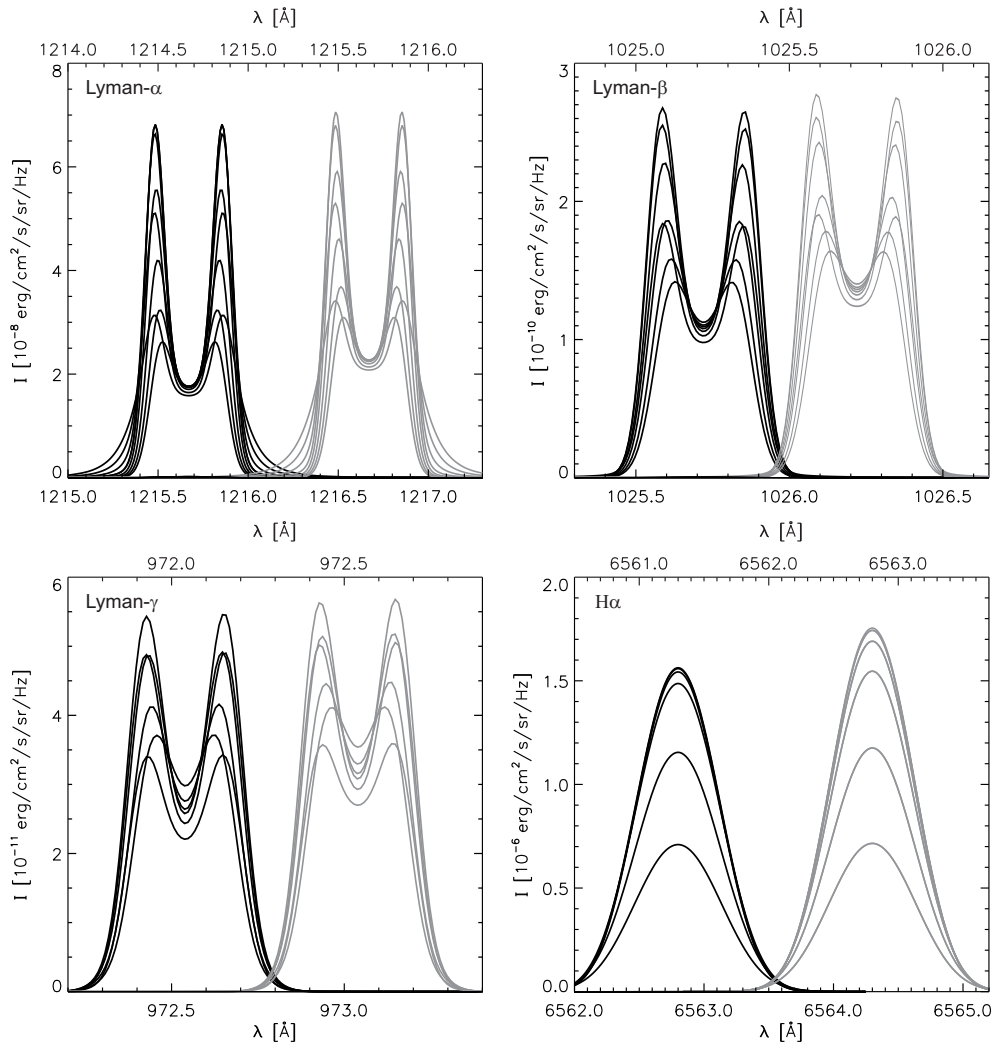 λ [Å]
λ [Å]
1214.0 1214.5 1215.0 1215.5 1216.0
1025.0 1025.5 1026.0
Lyman-α
Lyman-β
8
6
4
2
0
I [10⁻⁸ erg/cm²/s/sr/Hz]
3
2
1
0
I [10⁻¹⁰ erg/cm²/s/sr/Hz]
1215.0 1215.5 1216.0 1216.5 1217.0
1025.5 1026.0 1026.5
λ [Å]
λ [Å]
972.0 972.5
6561.3 6562.3 6563.3
Lyman-γ
Hα
6
4
2
0
I [10⁻¹¹ erg/cm²/s/sr/Hz]
2.0
1.5
1.0
0.5
0.0
I [10⁻⁶ erg/cm²/s/sr/Hz]
972.5 973.0
6562.0 6563.0 6564.0 6565.0
λ [Å]
λ [Å]